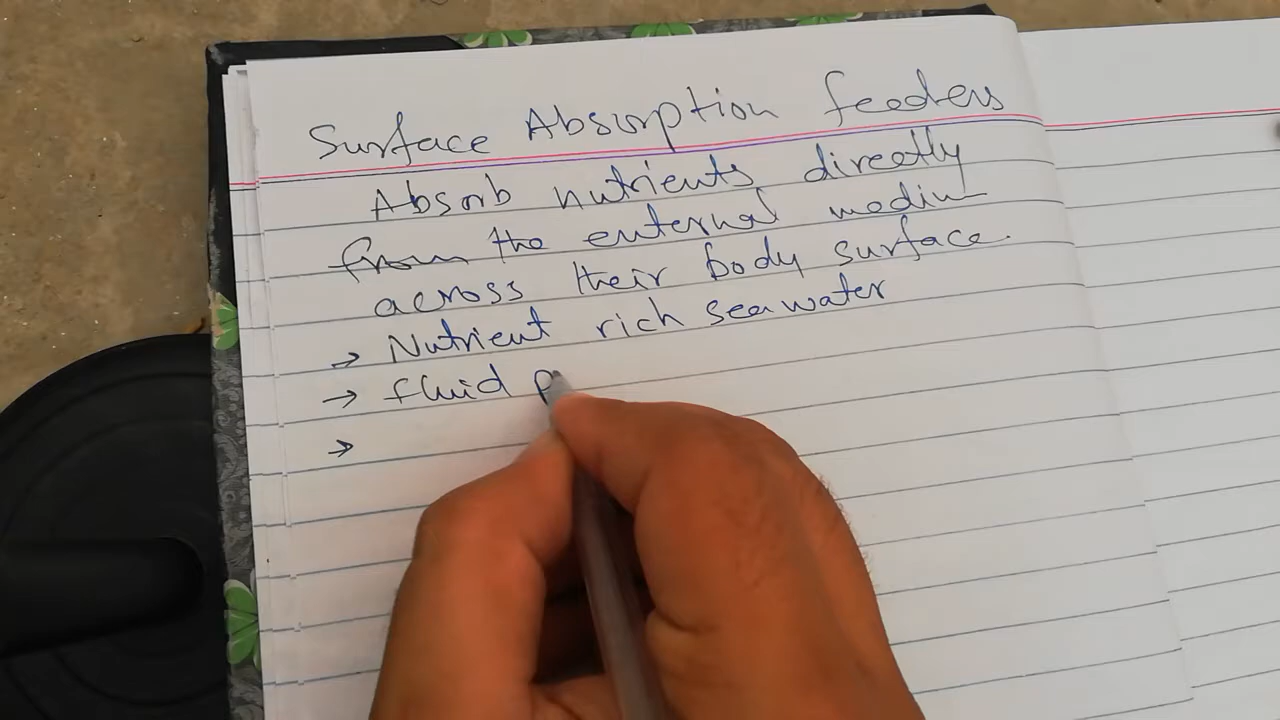 Surface Absorption feeders
Absorb nutrients directly
from the external medium
across their body surface.
→ Nutrient rich seawater
→ fluid p
→